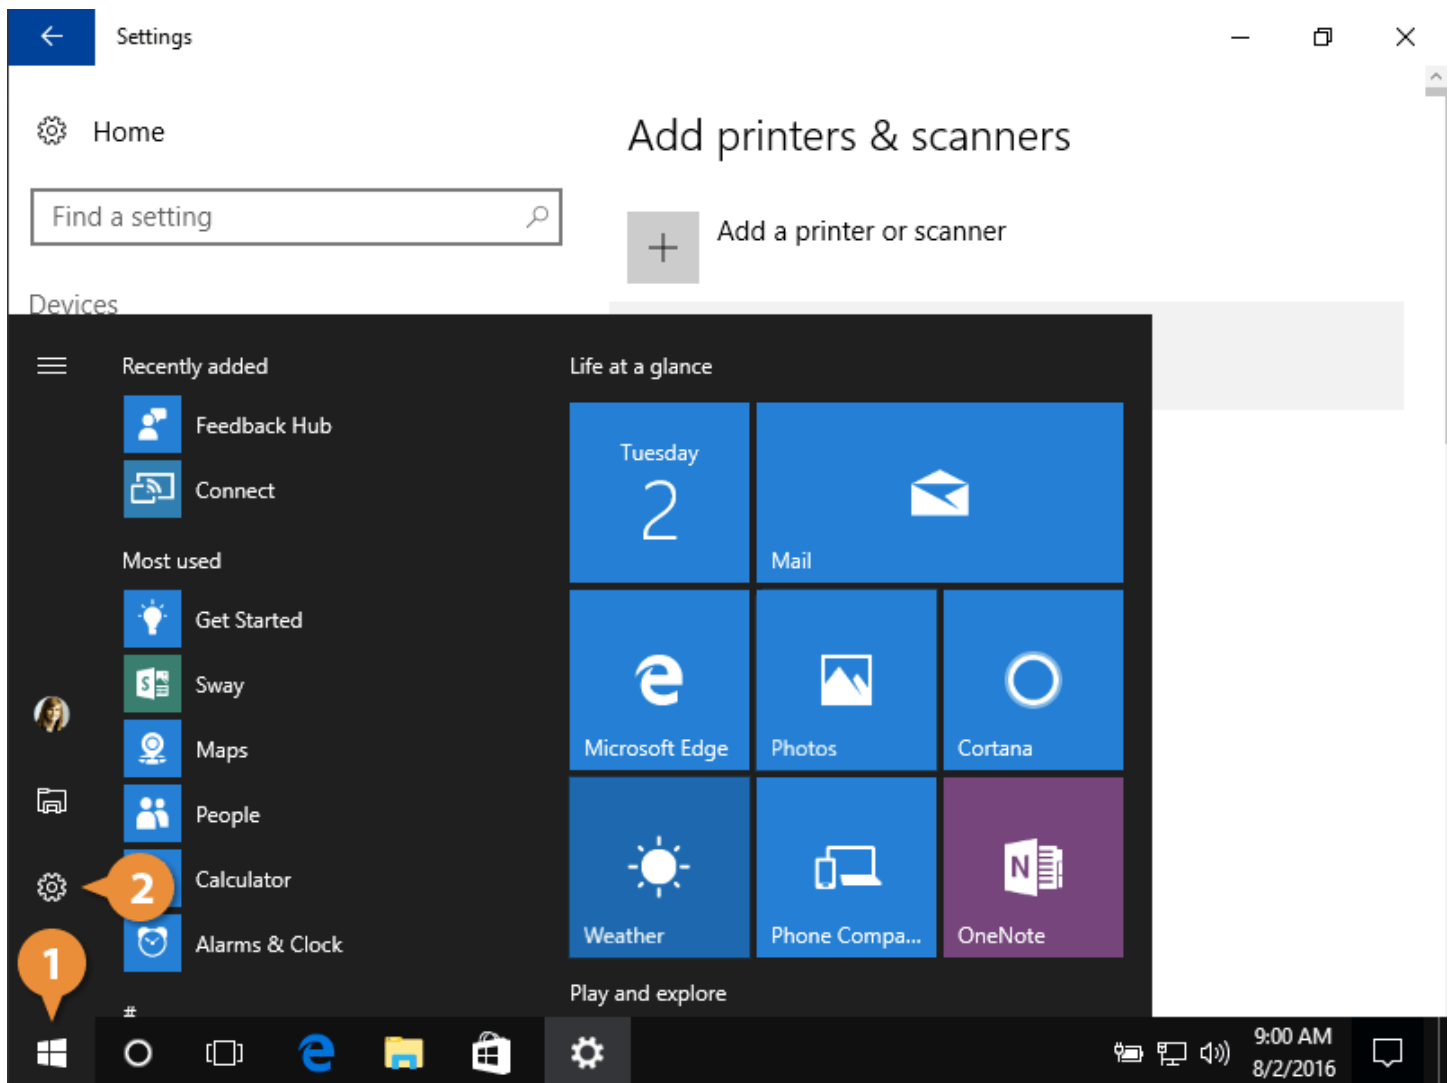 Settings
Home
Find a setting
Devices
Add printers & scanners
Add a printer or scanner
Recently added
Feedback Hub
Connect
Most used
Get Started
Sway
Maps
People
Calculator
Alarms & Clock
#
Life at a glance
Tuesday
2
Mail
Microsoft Edge
Photos
Cortana
Weather
Phone Compa...
OneNote
Play and explore
2
1
9:00 AM
8/2/2016